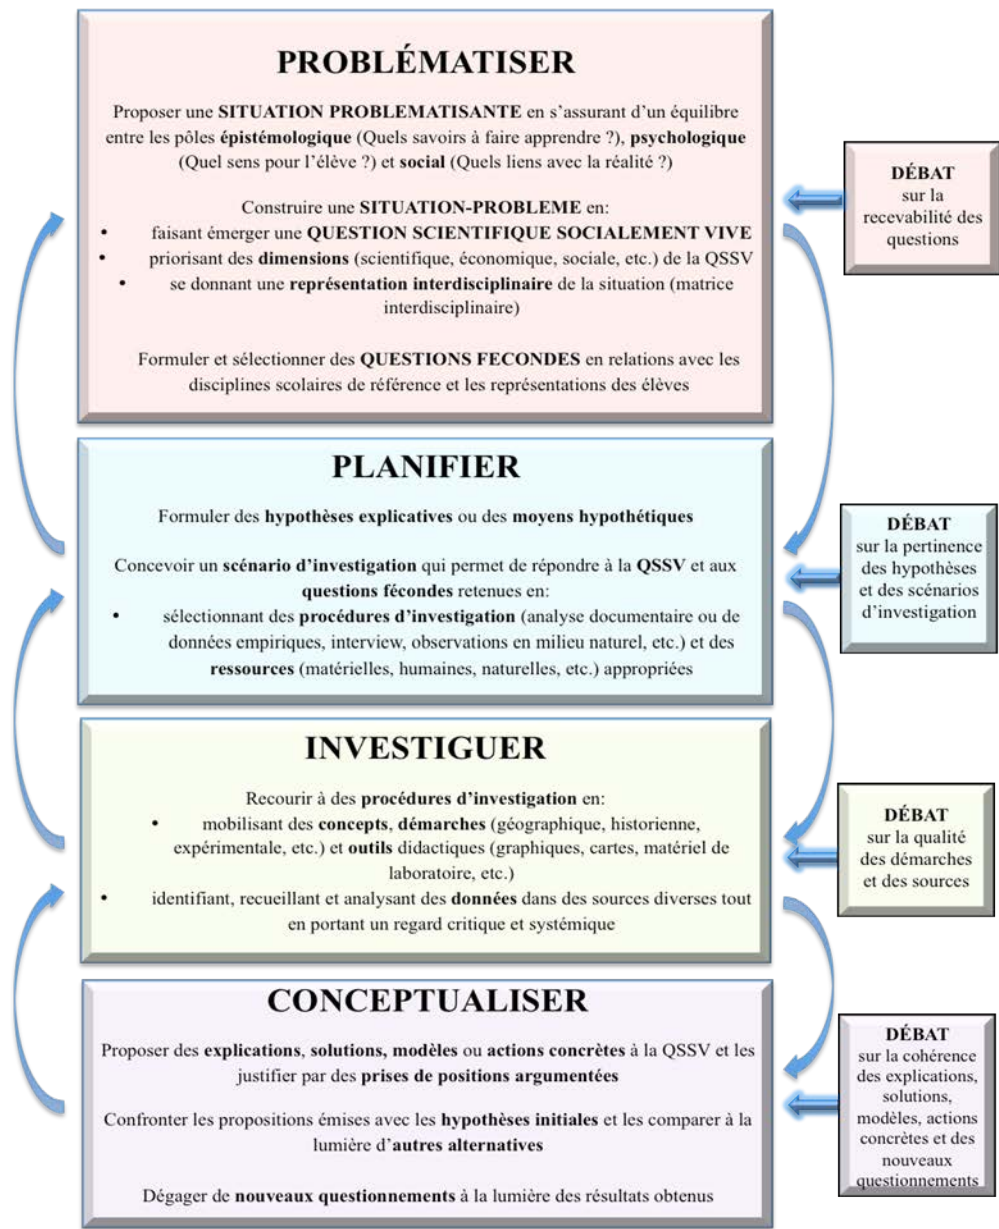 PROBLÉMATISER
Proposer une SITUATION PROBLEMATISANTE en s'assurant d'un équilibre
entre les pôles épistémologique (Quels savoirs à faire apprendre ?), psychologique
(Quel sens pour l'élève ?) et social (Quels liens avec la réalité ?)
Construire une SITUATION-PROBLEME en:
• faisant émerger une QUESTION SCIENTIFIQUE SOCIALEMENT VIVE
• priorisant des dimensions (scientifique, économique, sociale, etc.) de la QSSV
• se donnant une représentation interdisciplinaire de la situation (matrice
interdisciplinaire)
Formuler et sélectionner des QUESTIONS FECONDES en relations avec les
disciplines scolaires de référence et les représentations des élèves
DÉBAT
sur la
recevabilité des
questions
PLANIFIER
Formuler des hypothèses explicatives ou des moyens hypothétiques
Concevoir un scénario d'investigation qui permet de répondre à la QSSV et aux
questions fécondes retenues en:
• sélectionnant des procédures d'investigation (analyse documentaire ou de
données empiriques, interview, observations en milieu naturel, etc.) et des
ressources (matérielles, humaines, naturelles, etc.) appropriées
DÉBAT
sur la pertinence
des hypothèses
et des scénarios
d'investigation
INVESTIGUER
Recourir à des procédures d'investigation en:
• mobilisant des concepts, démarches (géographique, historienne,
expérimentale, etc.) et outils didactiques (graphiques, cartes, matériel de
laboratoire, etc.)
• identifiant, recueillant et analysant des données dans des sources diverses tout
en portant un regard critique et systémique
DÉBAT
sur la qualité
des démarches
et des sources
CONCEPTUALISER
Proposer des explications, solutions, modèles ou actions concrètes à la QSSV et les
justifier par des prises de positions argumentées
Confronter les propositions émises avec les hypothèses initiales et les comparer à la
lumière d'autres alternatives
Dégager de nouveaux questionnements à la lumière des résultats obtenus
DÉBAT
sur la cohérence
des explications,
solutions,
modèles, actions
concrètes et des
nouveaux
questionnements